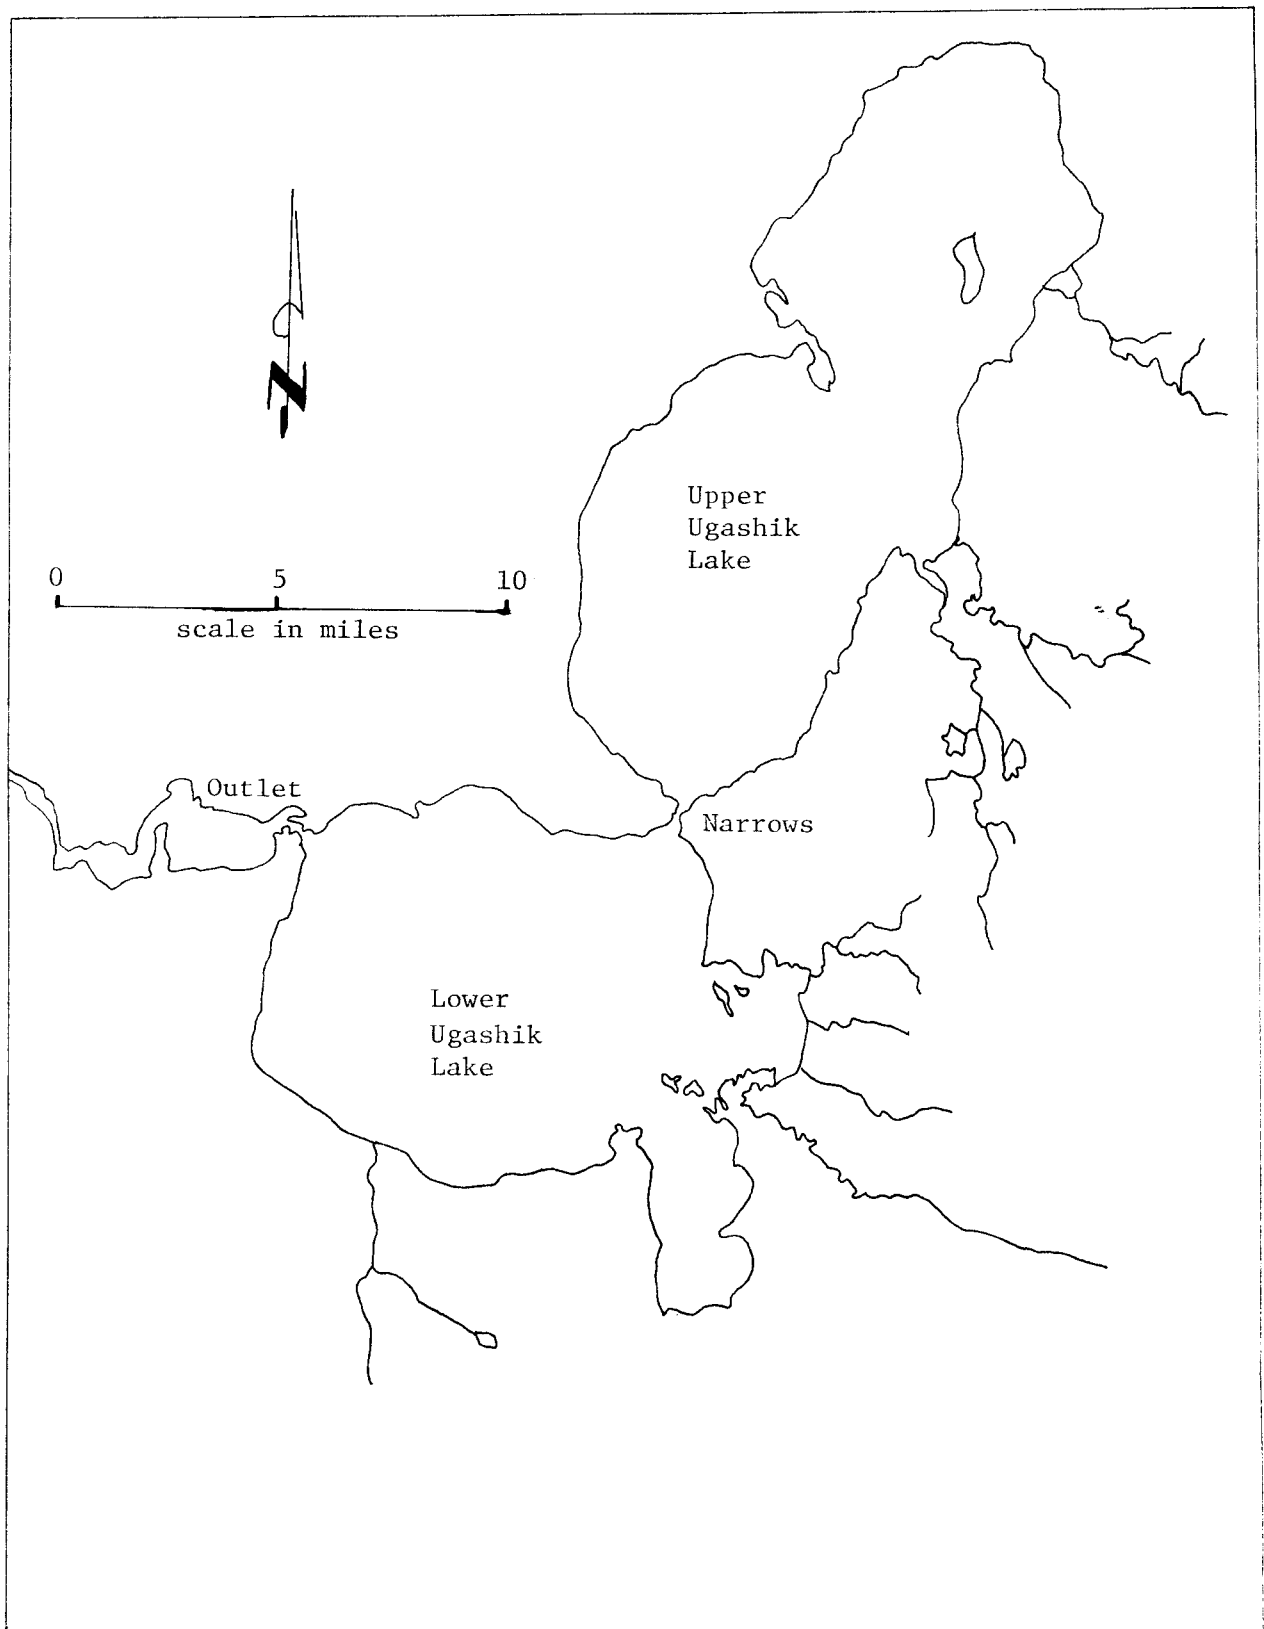 N
Upper
Ugashik
Lake
0 5 10
scale in miles
Outlet
Narrows
Lower
Ugashik
Lake